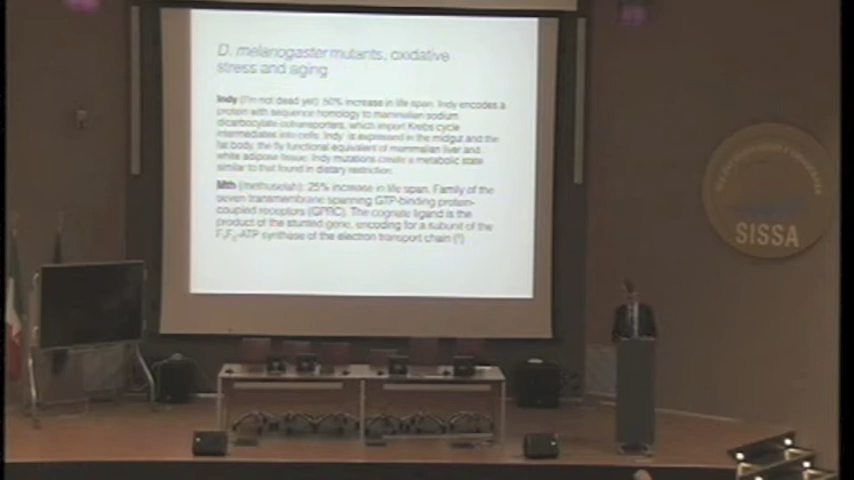 D. melanogaster mutants, oxidative
stress and aging
Indy (I'm not dead yet): 50% increase in life span. Indy encodes a
protein with sequence homology to mammalian sodium
dicarboxylate cotransporters, which import Krebs cycle
intermediates into cells. Indy is expressed in the midgut and the
fat body, the fly functional equivalent of mammalian liver and
white adipose tissue. Indy mutations create a metabolic state
similar to that found in dietary restriction.
Mth (methuselah): 25% increase in life span. Family of the
seven transmembrane spanning GTP-binding protein-
coupled receptors (GPRC). The cognate ligand is the
product of the stunted gene, encoding for a subunit of the
F₁F₀-ATP synthase of the electron transport chain (!)
SISSA